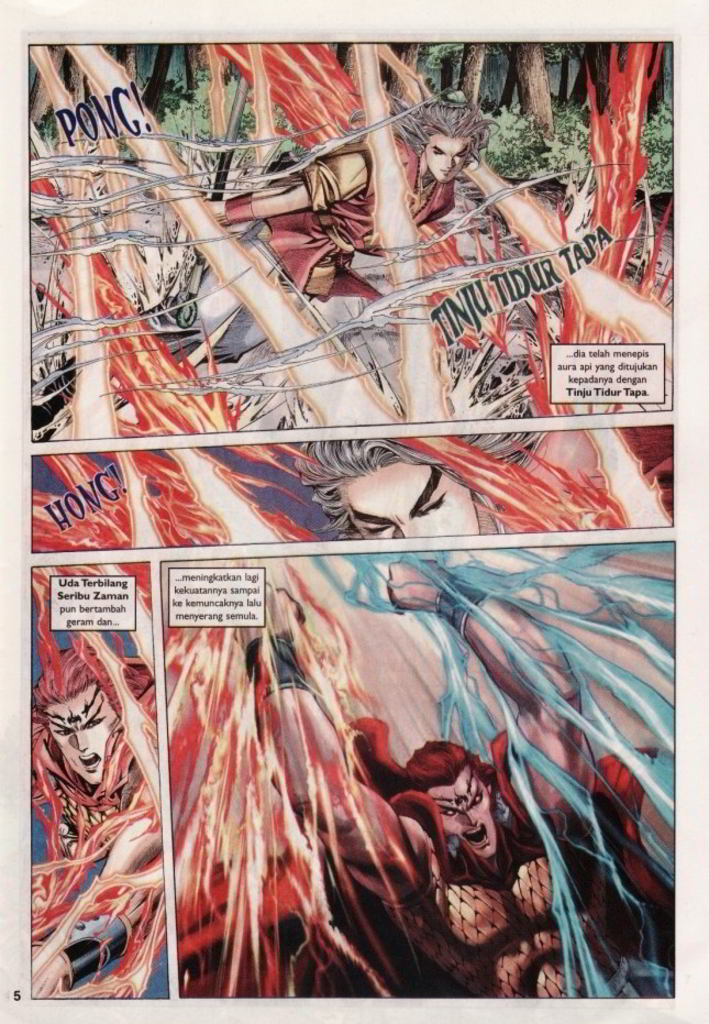 PONG!
TINJU TIDUR TAPA
...dia telah menepis
aura api yang ditujukan
kepadanya dengan
Tinju Tidur Tapa.
HONG!
Uda Terbilang
Seribu Zaman
pun bertambah
geram dan...
...meningkatkan lagi
kekuatannya sampai
ke kemuncaknya lalu
menyerang semula.
5